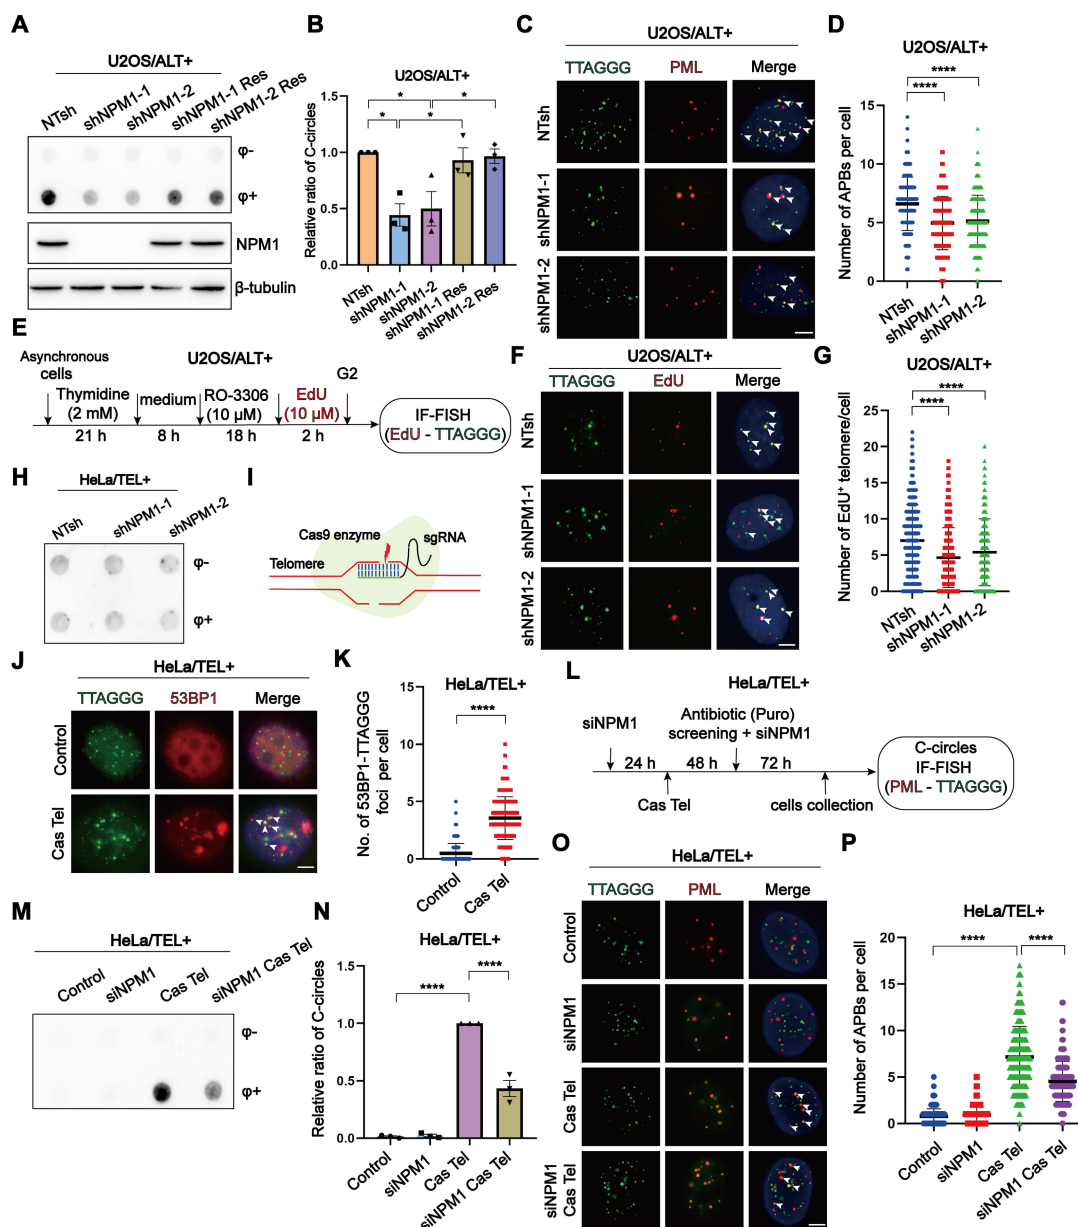 A
U2OS/ALT+
NTsh
shNPM1-1
shNPM1-2
shNPM1-1 Res
shNPM1-2 Res
φ-
φ+
NPM1
β-tubulin
B
U2OS/ALT+
Relative ratio of C-circles
1.5
1.0
0.5
0.0
*
*
*
*
NTsh
shNPM1-1
shNPM1-2
shNPM1-1 Res
shNPM1-2 Res
C
U2OS/ALT+
TTAGGG PML Merge
NTsh
shNPM1-1
shNPM1-2
D
U2OS/ALT+
Number of APBs per cell
15
10
5
0
****
****
NTsh
shNPM1-1
shNPM1-2
E
U2OS/ALT+
Asynchronous
cells
Thymidine
(2 mM)
21 h
medium
8 h
RO-3306
(10 µM)
18 h
EdU
(10 µM)
2 h
G2
IF-FISH
(EdU - TTAGGG)
F
U2OS/ALT+
TTAGGG EdU Merge
NTsh
shNPM1-1
shNPM1-2
G
U2OS/ALT+
Number of EdU⁺ telomere/cell
25
20
15
10
5
0
****
****
NTsh
shNPM1-1
shNPM1-2
H
HeLa/TEL+
NTsh
shNPM1-1
shNPM1-2
φ-
φ+
I
Cas9 enzyme
sgRNA
Telomere
J
HeLa/TEL+
TTAGGG 53BP1 Merge
Control
Cas Tel
K
HeLa/TEL+
No. of 53BP1-TTAGGG
foci per cell
15
10
5
0
****
Control
Cas Tel
L
HeLa/TEL+
siNPM1
Antibiotic (Puro)
screening + siNPM1
24 h 48 h 72 h
Cas Tel
cells collection
C-circles
IF-FISH
(PML - TTAGGG)
M
HeLa/TEL+
Control
siNPM1
Cas Tel
siNPM1 Cas Tel
φ-
φ+
N
HeLa/TEL+
Relative ratio of C-circles
1.5
1.0
0.5
0.0
****
****
Control
siNPM1
Cas Tel
siNPM1 Cas Tel
O
HeLa/TEL+
TTAGGG PML Merge
Control
siNPM1
Cas Tel
siNPM1
Cas Tel
P
HeLa/TEL+
Number of APBs per cell
20
15
10
5
0
****
****
Control
siNPM1
Cas Tel
siNPM1 Cas Tel